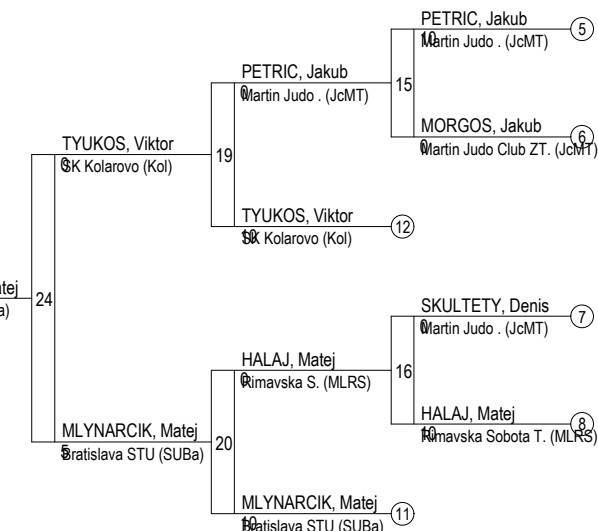 PETRIC, Jakub
10
Martin Judo . (JcMT)
5
15
PETRIC, Jakub
0
Martin Judo . (JcMT)
MORGOS, Jakub
0
Martin Judo Club ZT. (JcMT)
6
TYUKOS, Viktor
0
SK Kolarovo (Kol)
19
TYUKOS, Viktor
10
SK Kolarovo (Kol)
12
atej
a)
24
SKULTETY, Denis
0
Martin Judo . (JcMT)
7
HALAJ, Matej
0
Rimavska S. (MLRS)
16
HALAJ, Matej
10
Rimavska Sobota T. (MLRS)
8
MLYNARCIK, Matej
5
Bratislava STU (SUBa)
20
MLYNARCIK, Matej
10
Bratislava STU (SUBa)
11